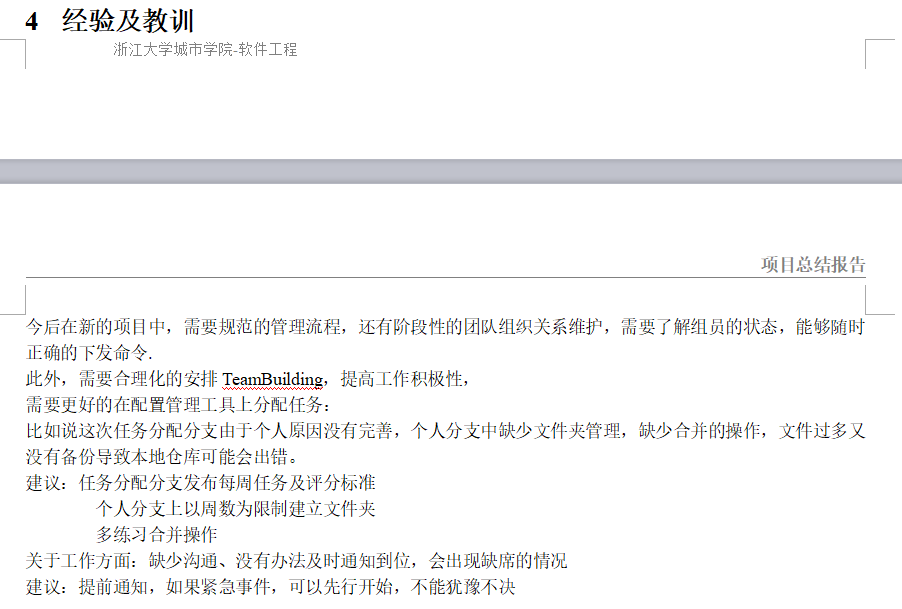 4 经验及教训
浙江大学城市学院-软件工程
项目总结报告
今后在新的项目中，需要规范的管理流程，还有阶段性的团队组织关系维护，需要了解组员的状态，能够随时
正确的下发命令.
此外，需要合理化的安排 TeamBuilding，提高工作积极性，
需要更好的在配置管理工具上分配任务：
比如说这次任务分配分支由于个人原因没有完善，个人分支中缺少文件夹管理，缺少合并的操作，文件过多又
没有备份导致本地仓库可能会出错。
建议：任务分配分支发布每周任务及评分标准
个人分支上以周数为限制建立文件夹
多练习合并操作
关于工作方面：缺少沟通、没有办法及时通知到位，会出现缺席的情况
建议：提前通知，如果紧急事件，可以先行开始，不能犹豫不决